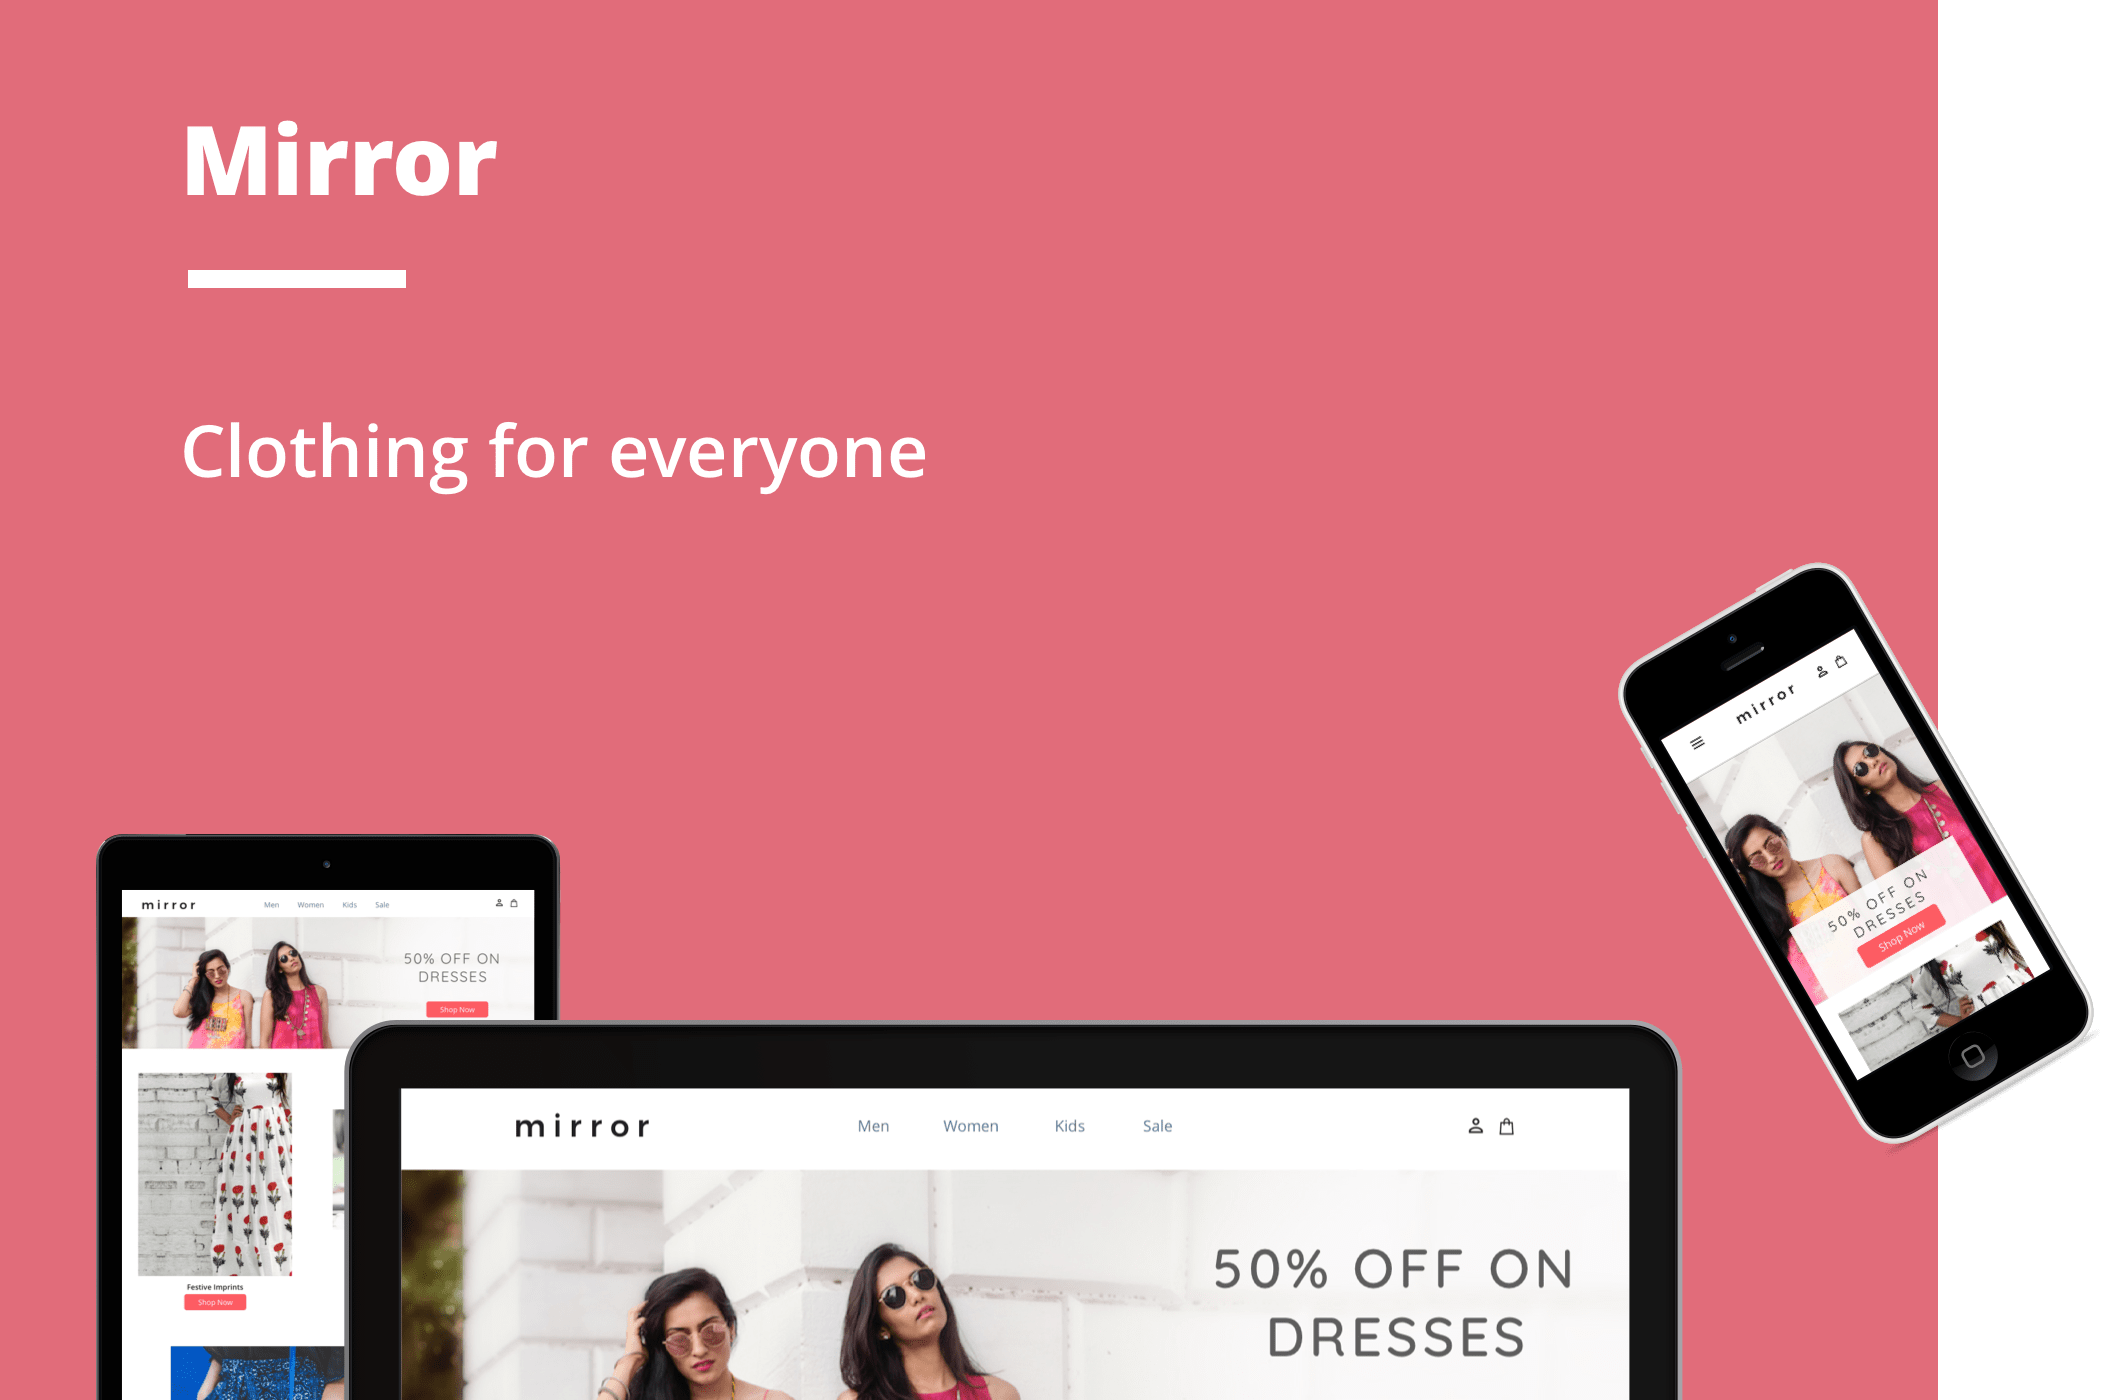 Mirror
Clothing for everyone
mirror
50% OFF ON
DRESSES
Shop Now
mirror Men Women Kids Sale
50% OFF ON
DRESSES
Shop Now
Festive Imprints
Shop Now
mirror Men Women Kids Sale
50% OFF ON
DRESSES